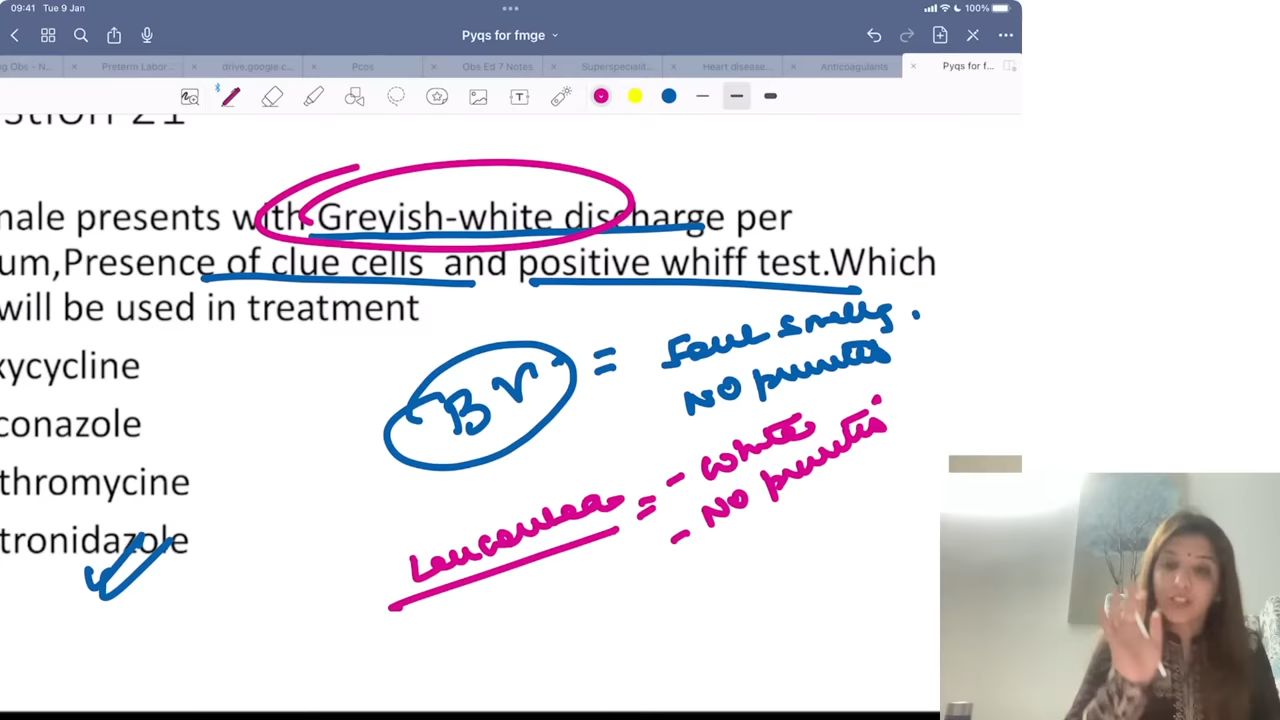 09:41 Tue 9 Jan
100%
Pyqs for fmge
ng Obs - N...
Preterm Labor...
drive.google.c...
Pcos
Obs Ed 7 Notes
Superspecialit...
Heart disease...
Anticoagulants
Pyqs for f...
stion 21
nale presents with Greyish-white discharge per
um,Presence of clue cells and positive whiff test.Which
will be used in treatment
xycycline
conazole
thromycine
tronidazole
BV = Foul smelly.
No pruritis
Leucorrhea = - white
- No pruritis